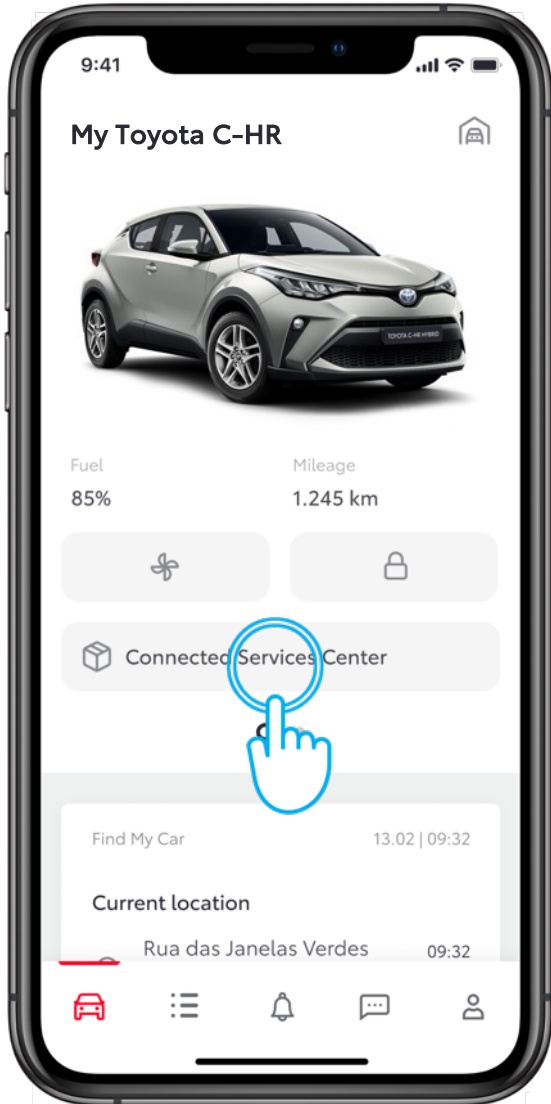 9:41
My Toyota C-HR
TOYOTA C-HR HYBRID
Fuel
Mileage
85%
1.245 km
Connected Services Center
Find My Car
13.02 | 09:32
Current location
Rua das Janelas Verdes
09:32